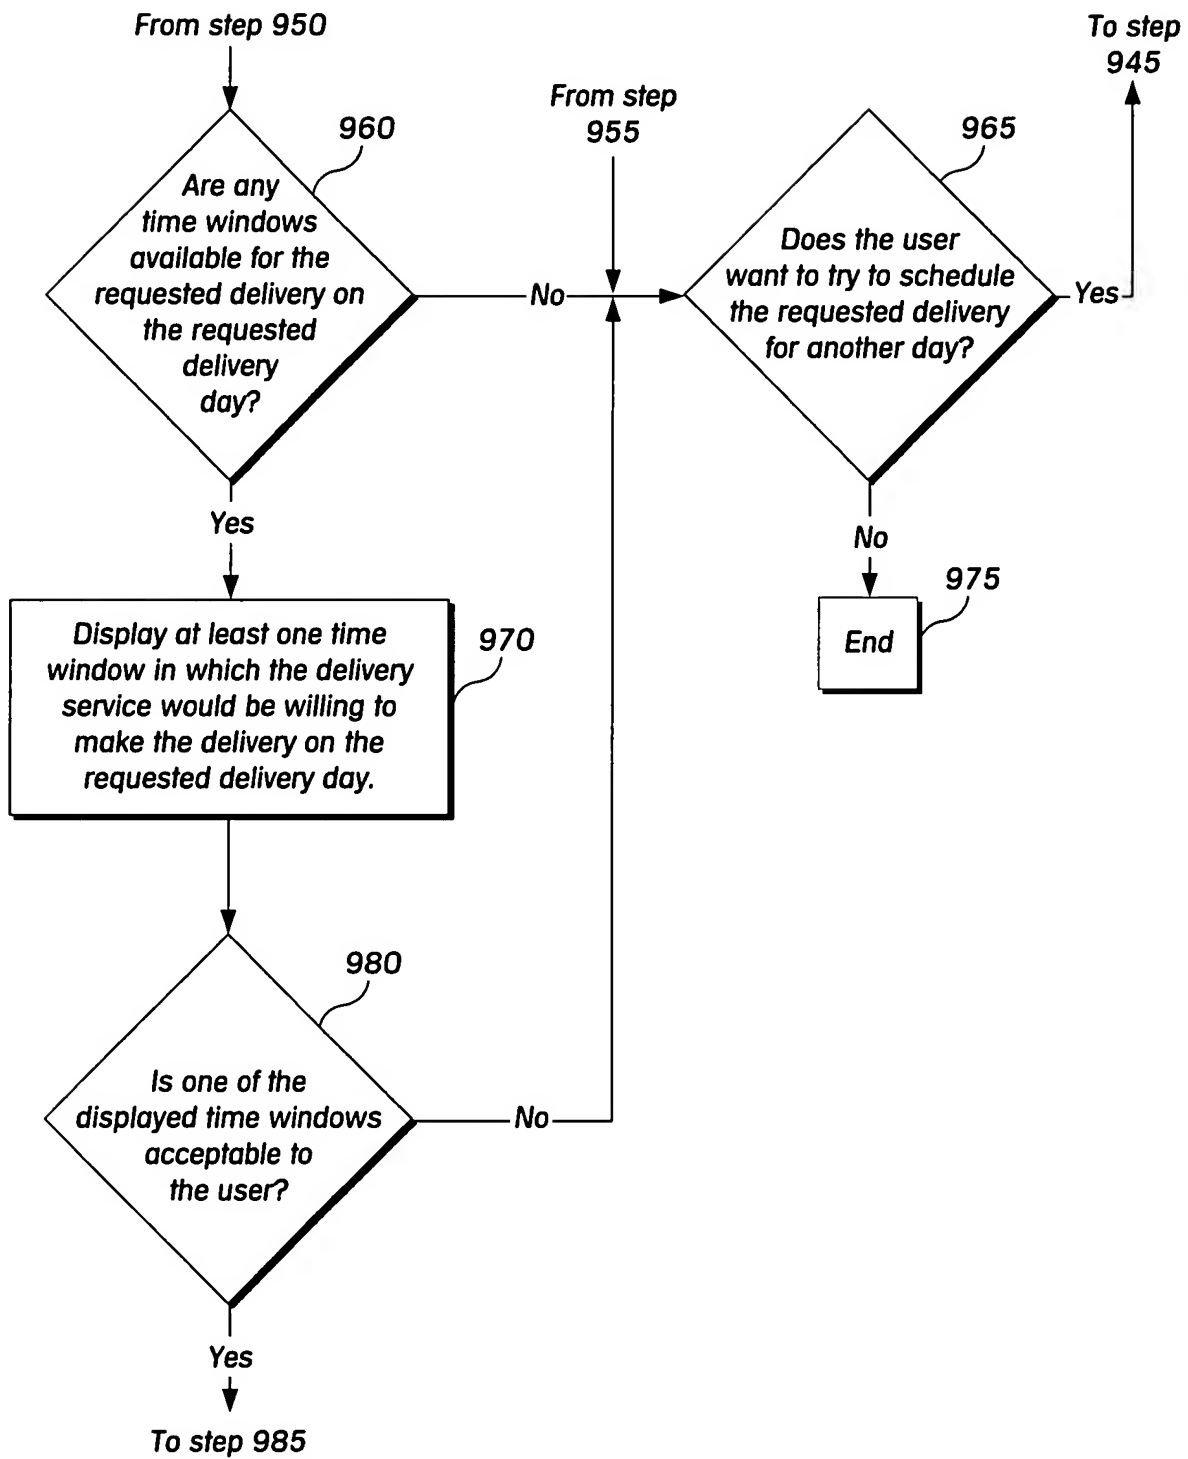 From step 950
960
Are any
time windows
available for the
requested delivery on
the requested
delivery
day?
No
Yes
From step
955
To step
945
965
Does the user
want to try to schedule
the requested delivery
for another day?
Yes
No
975
End
970
Display at least one time
window in which the delivery
service would be willing to
make the delivery on the
requested delivery day.
980
Is one of the
displayed time windows
acceptable to
the user?
No
Yes
To step 985